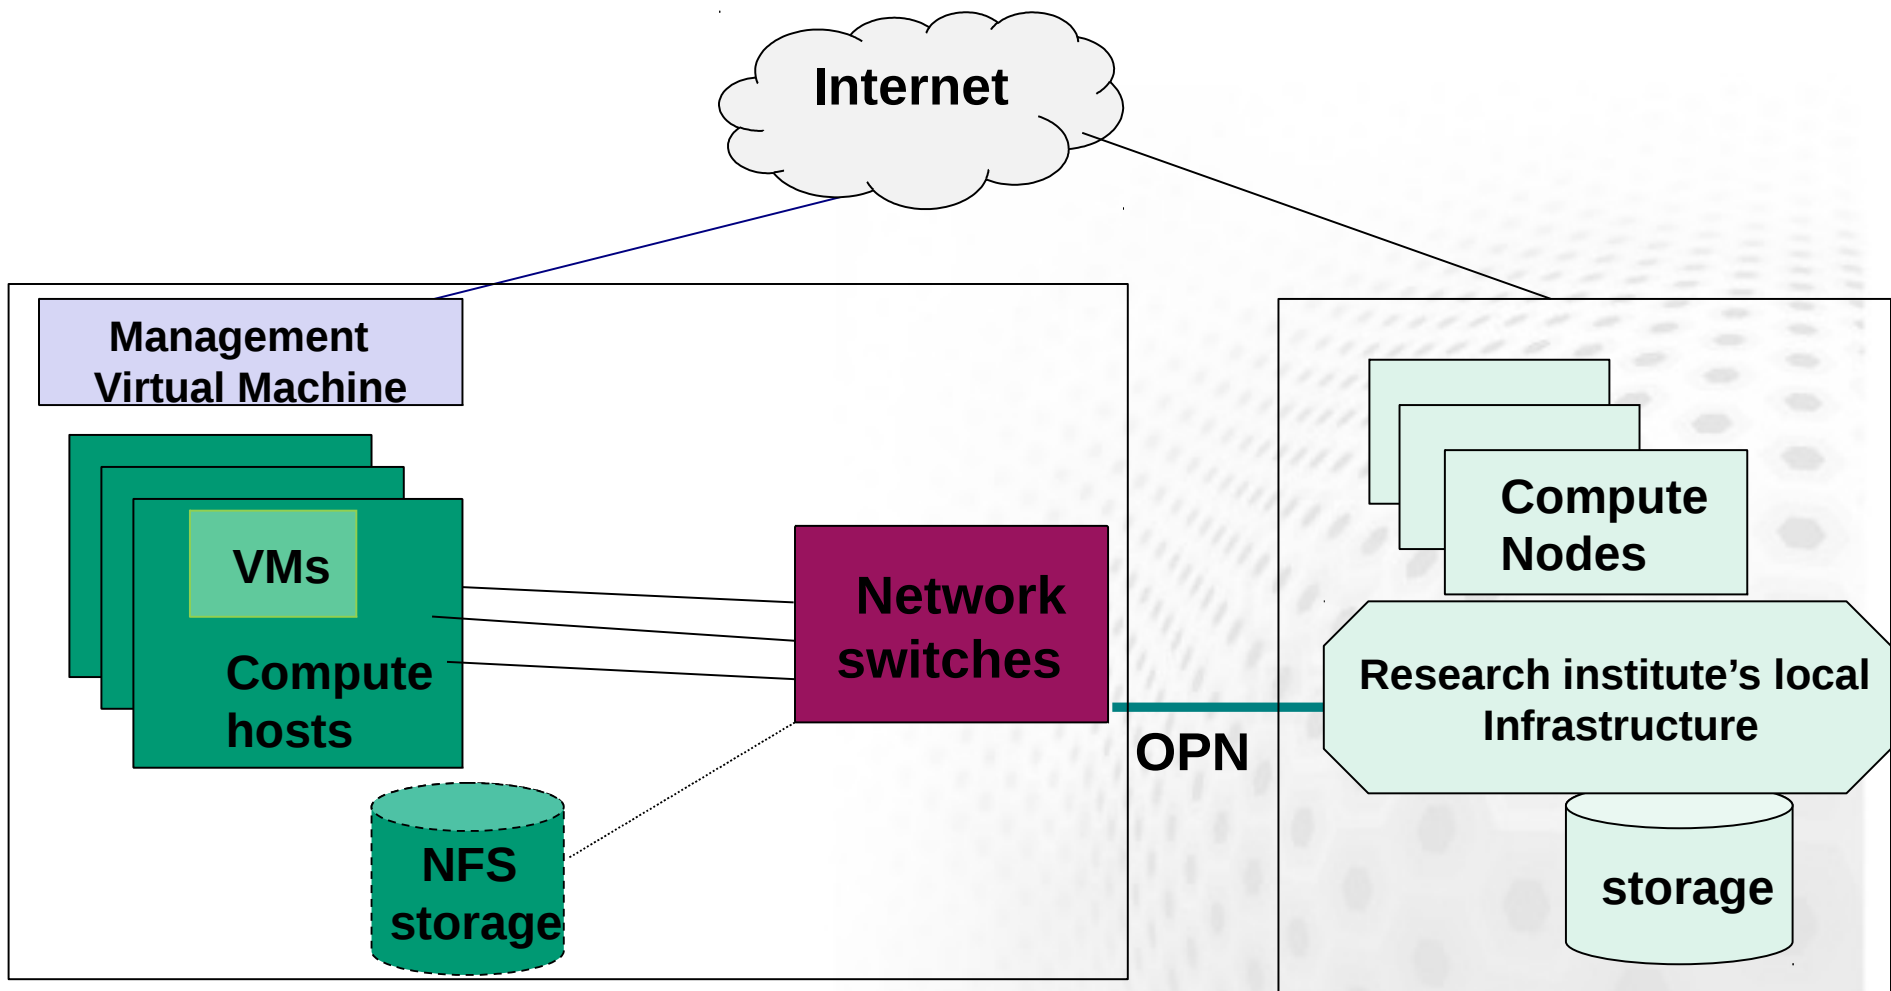 Internet
Management
Virtual Machine
VMs
Compute
hosts
NFS
storage
Network
switches
OPN
Compute
Nodes
Research institute’s local
Infrastructure
storage